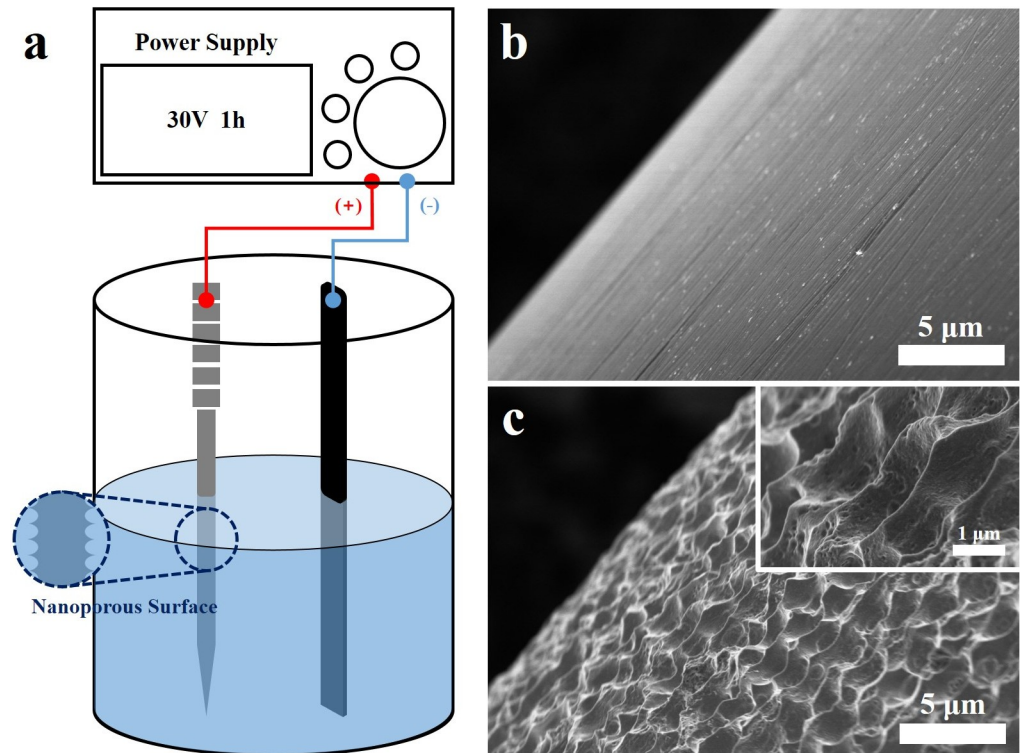 a
Power Supply
30V 1h
(+)
(-)
Nanoporous Surface
b
5 μm
c
1 μm
5 μm